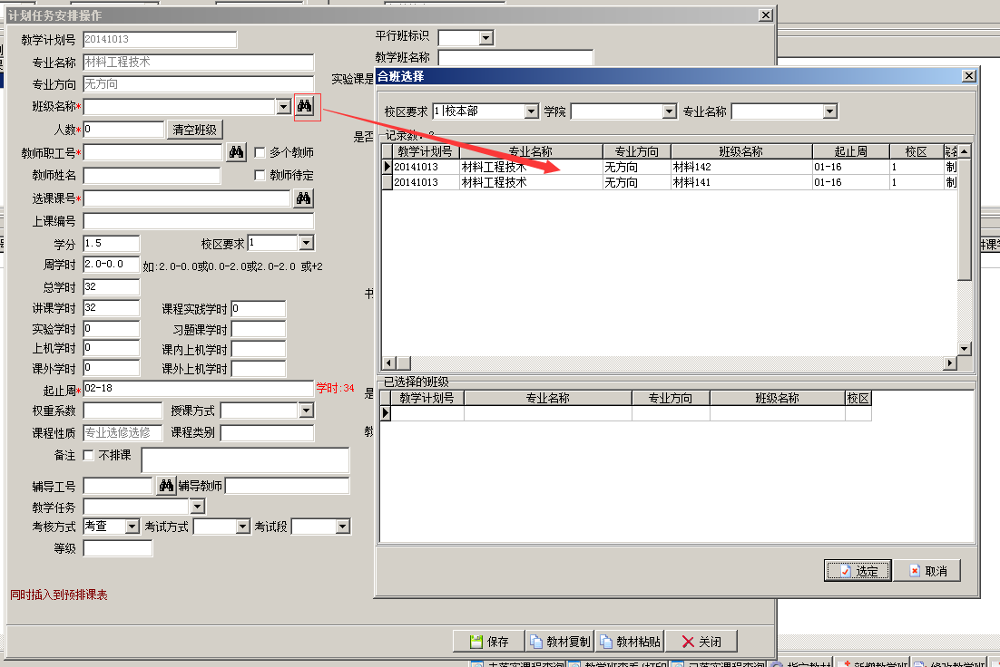 计划任务安排操作
教学计划号 20141013
专业名称 材料工程技术
专业方向 无方向
班级名称*
人数* 0 清空班级
教师职工号* 多个教师
教师姓名 教师待定
选课课号*
上课编号
学分 1.5 校区要求 1
周学时 2.0-0.0 如:2.0-0.0或0.0-2.0或2.0-2.0 或+2
总学时 32
讲课学时 32 课程实践学时 0
实验学时 0 习题课学时
上机学时 0 课内上机学时
课外学时 0 课外上机学时
起止周* 02-18 学时:34
权重系数 授课方式
课程性质 专业选修选修 课程类别
备注 不排课
辅导工号 辅导教师
教学任务
考核方式 考查 考试方式 考试段
等级
同时插入到预排课表
平行班标识
教学班名称
实验课是
是否
书
是
教
合班选择
校区要求 1|校本部 学院 专业名称
记录数: 2
教学计划号 专业名称 专业方向 班级名称 起止周 校区
20141013 材料工程技术 无方向 材料142 01-16 1 制
20141013 材料工程技术 无方向 材料141 01-16 1 制
已选择的班级
教学计划号 专业名称 专业方向 班级名称 校区
选定 取消
保存 教材复制 教材粘贴 关闭